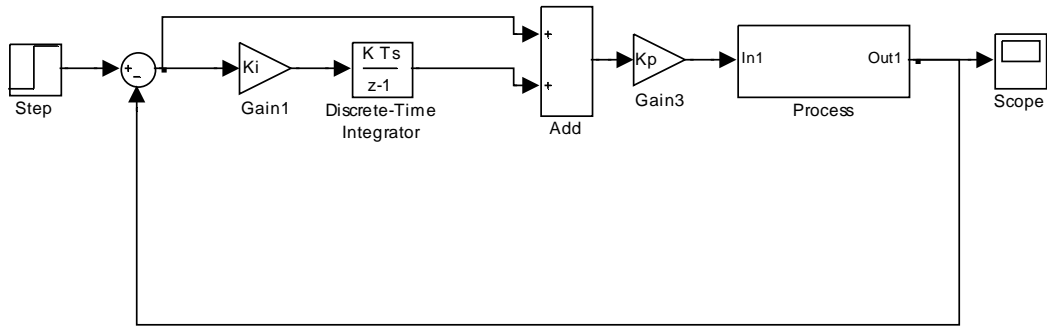 Step
+
−
Ki
Gain1
K Ts
z-1
Discrete-Time
Integrator
+
+
Add
Kp
Gain3
In1
Out1
Process
Scope